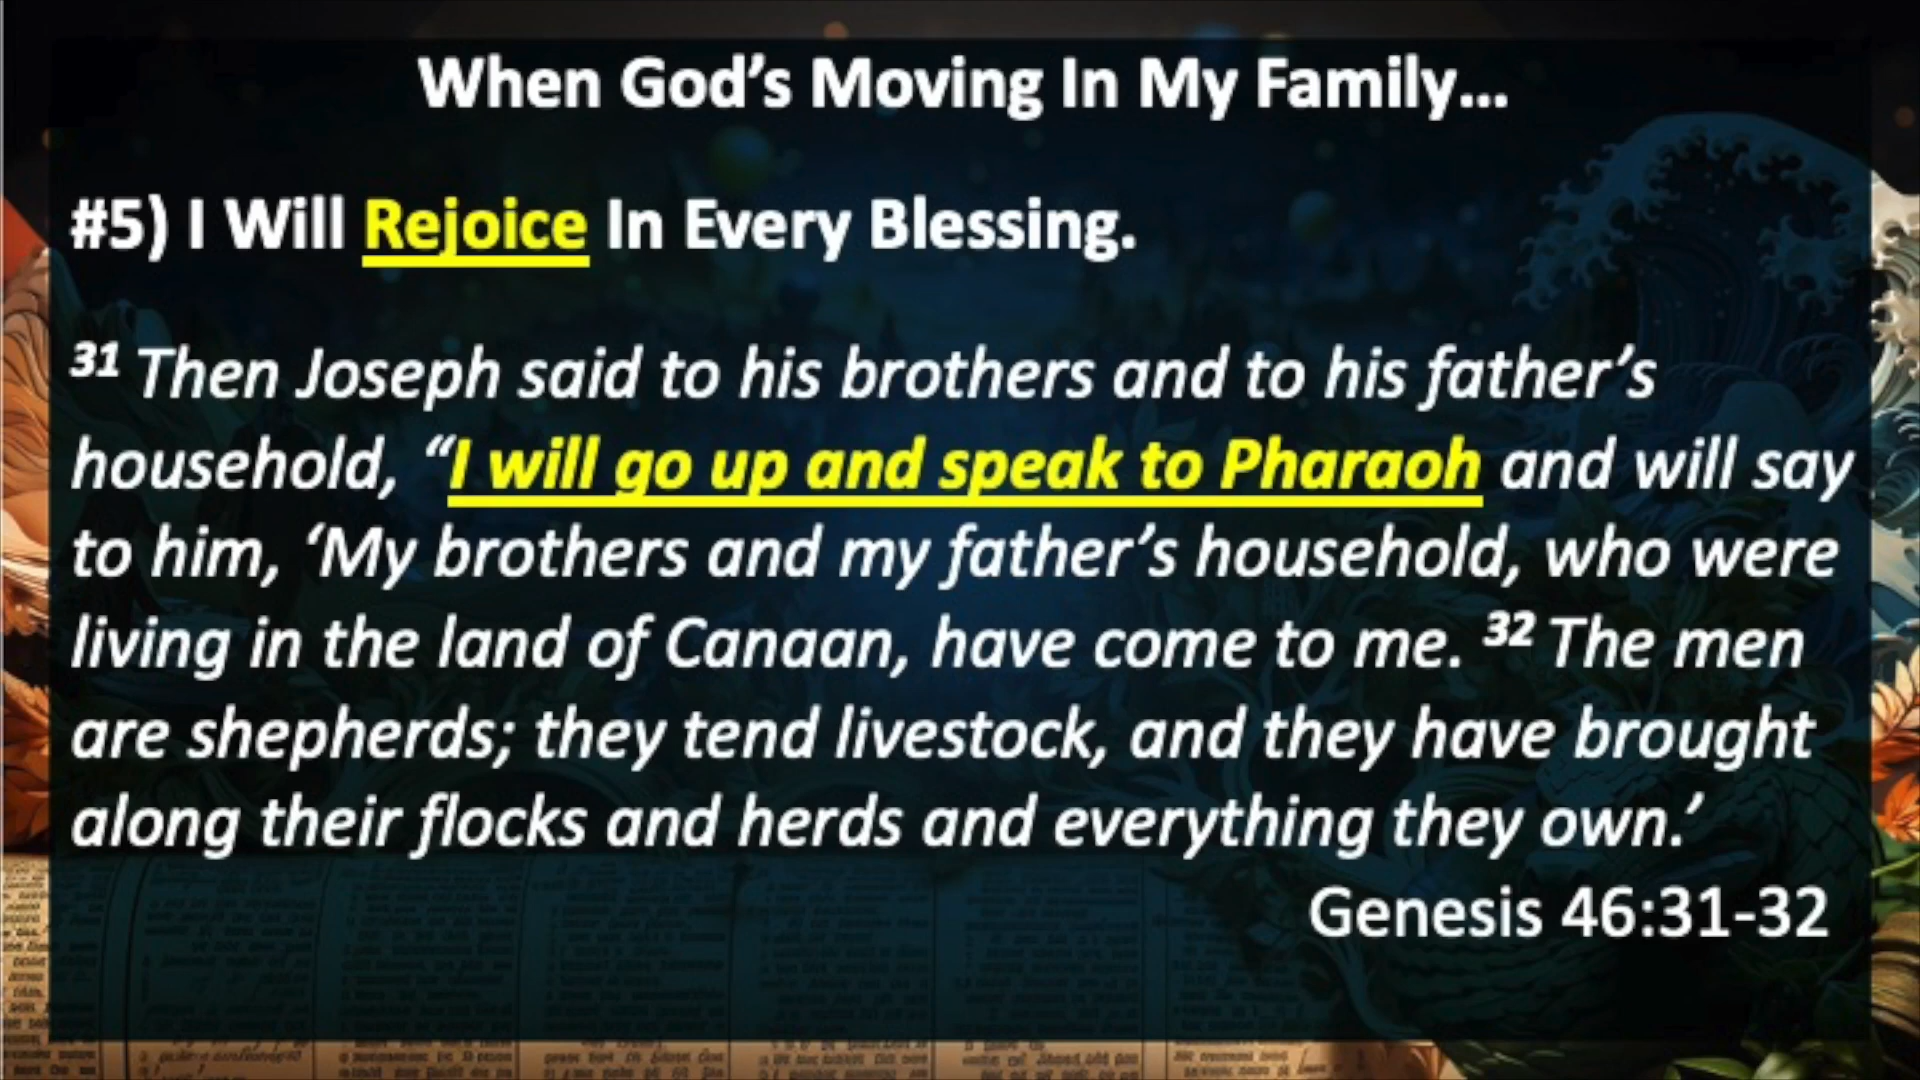 When God’s Moving In My Family...
#5) I Will Rejoice In Every Blessing.
31 Then Joseph said to his brothers and to his father’s
household, “I will go up and speak to Pharaoh and will say
to him, ‘My brothers and my father’s household, who were
living in the land of Canaan, have come to me. 32 The men
are shepherds; they tend livestock, and they have brought
along their flocks and herds and everything they own.’
Genesis 46:31-32